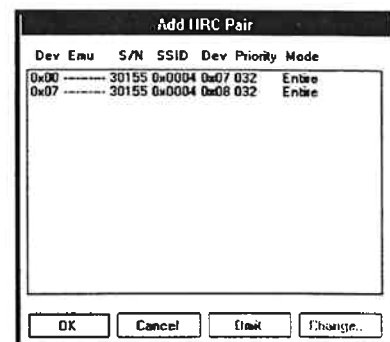 Add HRC Pair
Dev Emu S/N SSID Dev Priority Mode
0x00 --------- 30155 0x0004 0x07 032 Entire
0x07 --------- 30155 0x0004 0x08 032 Entire
OK Cancel Omit Change..